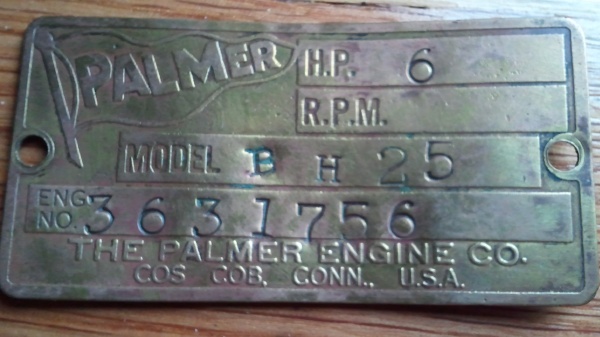 PALMER
H.P. 6
R.P.M.
MODEL B H 25
ENG. NO. 3631756
THE PALMER ENGINE CO.
COS COB, CONN., U.S.A.